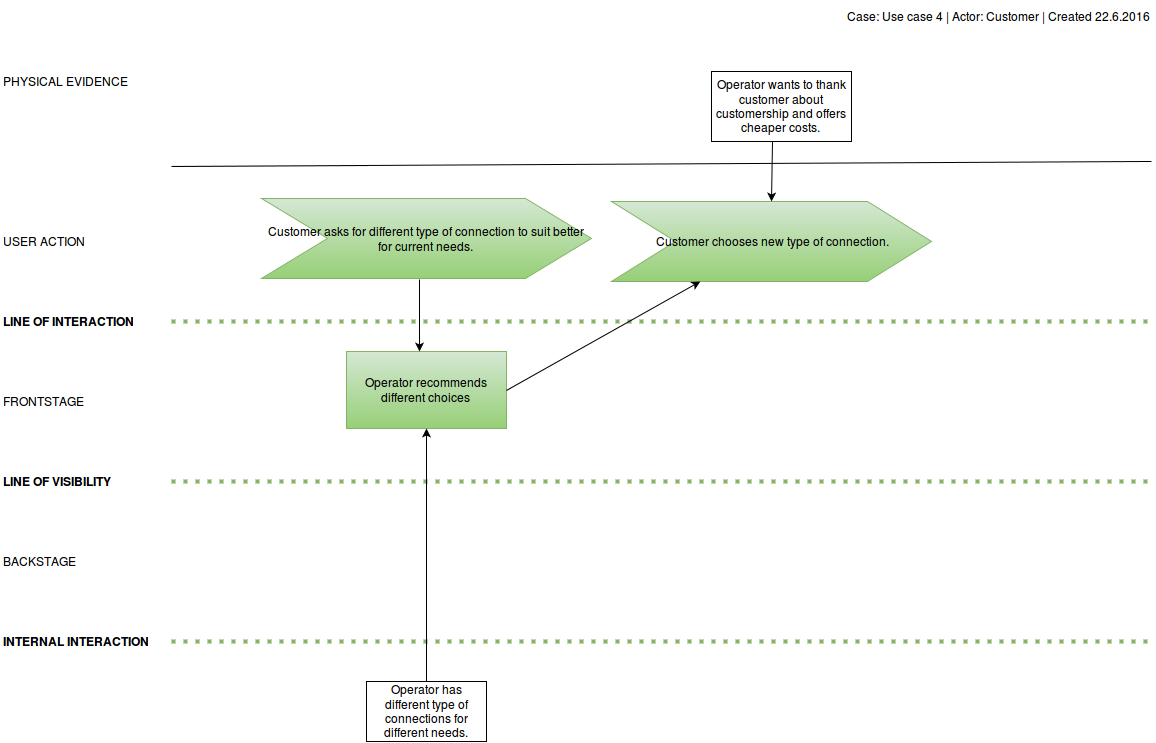 Case: Use case 4 | Actor: Customer | Created 22.6.2016
PHYSICAL EVIDENCE
Operator wants to thank
customer about
customership and offers
cheaper costs.
USER ACTION
Customer asks for different type of connection to suit better
for current needs.
Customer chooses new type of connection.
LINE OF INTERACTION
FRONTSTAGE
Operator recommends
different choices
LINE OF VISIBILITY
BACKSTAGE
INTERNAL INTERACTION
Operator has
different type of
connections for
different needs.